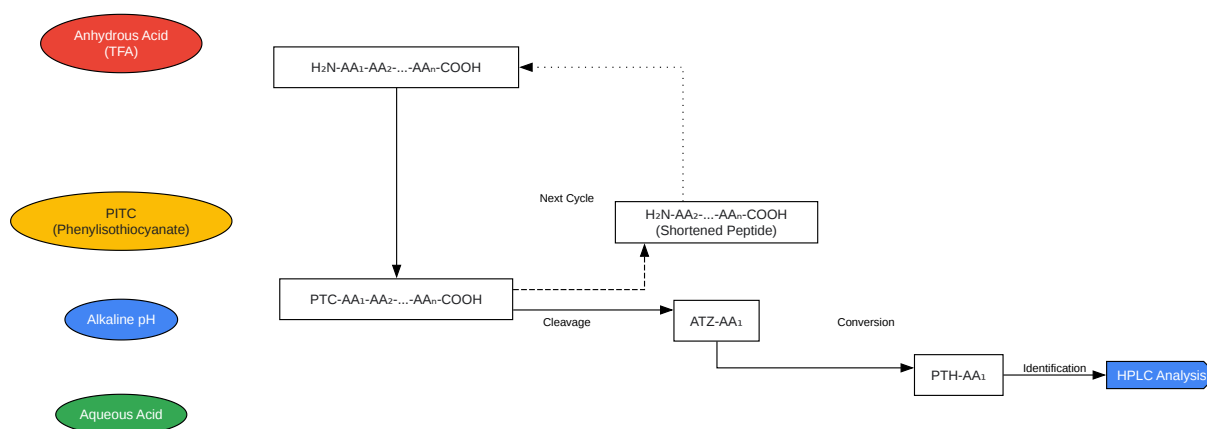 Anhydrous Acid
(TFA)
H₂N-AA₁-AA₂-...-AAₙ-COOH
PITC
(Phenylisothiocyanate)
Next Cycle
H₂N-AA₂-...-AAₙ-COOH
(Shortened Peptide)
PTC-AA₁-AA₂-...-AAₙ-COOH
Alkaline pH
Cleavage
ATZ-AA₁
Conversion
PTH-AA₁
Identification
HPLC Analysis
Aqueous Acid